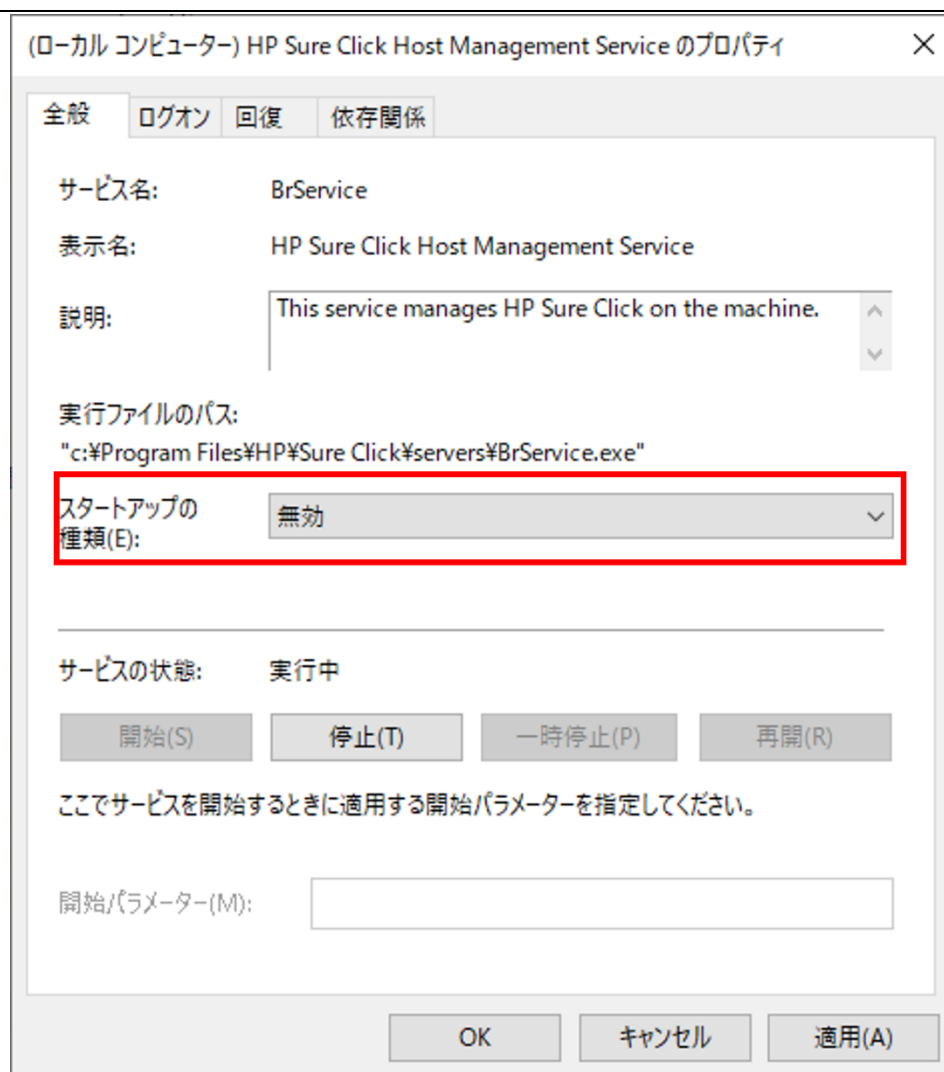 (ローカル コンピューター) HP Sure Click Host Management Service のプロパティ
全般 ログオン 回復 依存関係
サービス名: BrService
表示名: HP Sure Click Host Management Service
説明: This service manages HP Sure Click on the machine.
実行ファイルのパス:
"c:¥Program Files¥HP¥Sure Click¥servers¥BrService.exe"
スタートアップの
種類(E): 無効
サービスの状態: 実行中
開始(S) 停止(T) 一時停止(P) 再開(R)
ここでサービスを開始するときに適用する開始パラメーターを指定してください。
開始パラメーター(M):
OK キャンセル 適用(A)